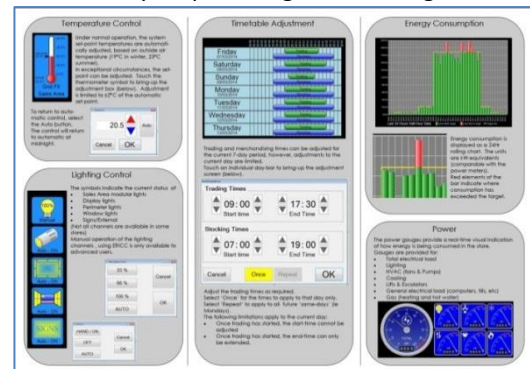 Temperature Control
Under normal operation, the system
set-point temperatures are automatic-
ally adjusted, based on outside air
temperature (19°C in winter, 23°C
summer).
In exceptional circumstances, the set-
point can be adjusted. Touch the
thermometer symbol to bring-up the
adjustment box (below). Adjustment
is limited to of the automatic
set-point.
Sales Area
To return to auto-
matic control, select
the Auto button.
The control will return
to automatic at
midnight.
20.5
Auto
Cancel
OK
Lighting Control
The symbols indicate the current status of
• Sales Area modular lights
• Display lights
• Perimeter lights
• Window lights
• Signs/External
(Not all channels are available in some
stores)
Manual operation of the lighting
channels, using is only available to
advanced users.
100%
Auto : ON
Auto : ON
Auto : ON
SIGNS
Auto : ON
33 %
66 %
100 %
AUTO
Cancel
OK
HAND / ON
OFF
AUTO
Cancel
OK
Timetable Adjustment
Friday
Saturday
Sunday
Monday
Tuesday
Wednesday
Thursday
Trading and merchandising times can be adjusted for
the current 7-day period, however, adjustments to the
current day are limited.
Touch an individual day-bar to bring-up the adjustment
screen (below).
Trading Times
09 : 00
17 : 30
Start time
End Time
Stocking Times
07 : 00
19 : 00
Start time
End Time
Cancel
Once
Repeat
OK
Adjust the trading times as required.
Select 'Once' for the times to apply to that day only.
Select 'Repeat' to apply to all future 'same-days' (ie
Mondays).
The following limitations apply to the current day:
• Once trading has started, the start-time cannot be
adjusted
• Once trading has started, the end-time can only
be extended.
Energy Consumption
Energy consumption is
displayed as a 24hr
rolling chart. The units
are kW-equivalents
(comparable with the
power meters).
Red elements of the
bar indicate where
consumption has
exceeded the target.
Power
The power gauges provide a real-time visual indication
of how energy is being consumed in the store.
Gauges are provided for:
• Total electrical load
• Lighting
• HVAC (fans & Pumps)
• Cooling
• Lifts & Escalators
• General electrical load (computers, tills, etc)
• Gas (heating and hot water)